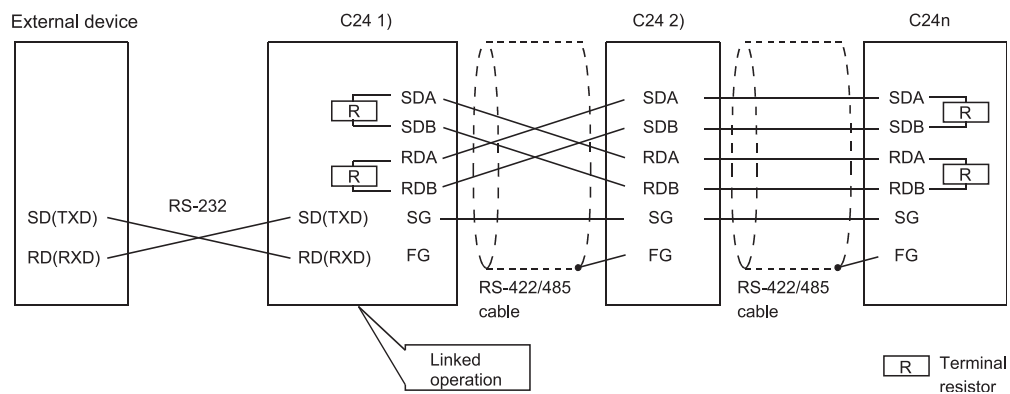 External device
C24 1)
C24 2)
C24n
R
SDA
SDB
R
RDA
RDB
SG
FG
SD(TXD)
RD(RXD)
RS-232
SD(TXD)
RD(RXD)
SDA
SDB
RDA
RDB
SG
FG
SDA
SDB
RDA
RDB
SG
FG
R
R
RS-422/485
cable
RS-422/485
cable
Linked
operation
R
Terminal
resistor